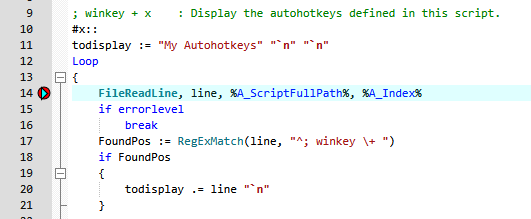 9 ; winkey + x : Display the autohotkeys defined in this script.
10 #x::
11 todisplay := "My Autohotkeys" "`n" "`n"
12 Loop
13 {
14 FileReadLine, line, %A_ScriptFullPath%, %A_Index%
15 if errorlevel
16 break
17 FoundPos := RegExMatch(line, "^; winkey \+ ")
18 if FoundPos
19 {
20 todisplay .= line "`n"
21 }